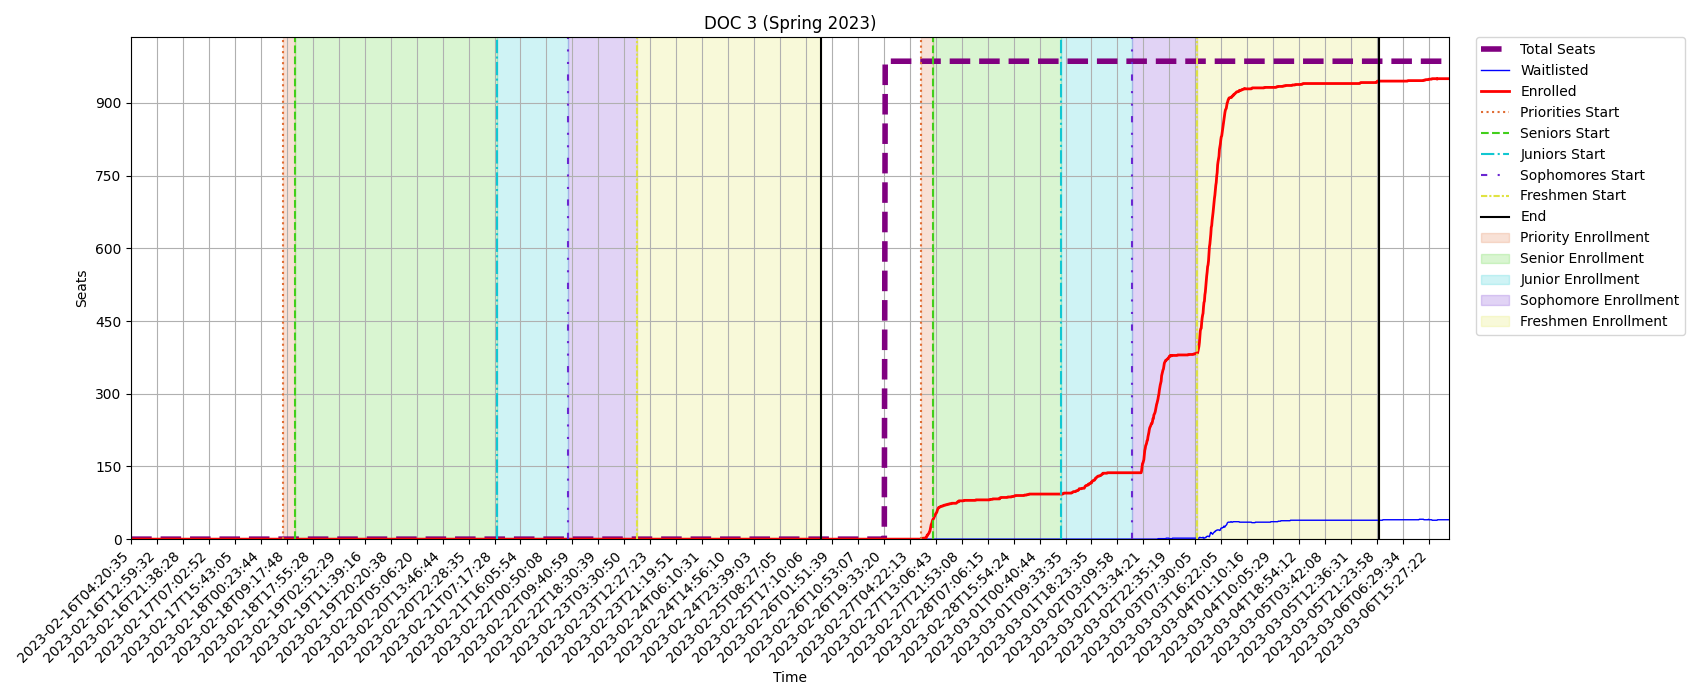 DOC 3 (Spring 2023)
Seats
900
750
600
450
300
150
0
2023-02-16T04:20:35
2023-02-16T12:59:32
2023-02-16T21:38:28
2023-02-17T07:02:52
2023-02-17T15:43:05
2023-02-18T00:23:44
2023-02-18T09:17:48
2023-02-18T17:55:28
2023-02-19T02:52:29
2023-02-19T11:39:16
2023-02-19T20:20:38
2023-02-20T05:06:20
2023-02-20T13:46:44
2023-02-20T22:28:35
2023-02-21T07:17:28
2023-02-21T16:05:54
2023-02-22T00:50:08
2023-02-22T09:40:59
2023-02-22T18:30:39
2023-02-23T03:30:50
2023-02-23T12:27:23
2023-02-23T21:19:51
2023-02-24T06:10:31
2023-02-24T14:56:10
2023-02-24T23:39:03
2023-02-25T08:27:05
2023-02-25T17:10:06
2023-02-26T01:51:39
2023-02-26T10:53:07
2023-02-26T19:33:20
2023-02-27T04:22:13
2023-02-27T13:06:43
2023-02-27T21:53:08
2023-02-28T07:06:15
2023-02-28T15:54:24
2023-03-01T00:40:44
2023-03-01T09:33:35
2023-03-01T18:23:35
2023-03-02T03:09:58
2023-03-02T13:34:21
2023-03-02T22:35:19
2023-03-03T07:30:05
2023-03-03T16:22:05
2023-03-04T01:10:16
2023-03-04T10:05:29
2023-03-04T18:54:12
2023-03-05T03:42:08
2023-03-05T12:36:31
2023-03-05T21:23:58
2023-03-06T06:29:34
2023-03-06T15:27:22
Time
Total Seats
Waitlisted
Enrolled
Priorities Start
Seniors Start
Juniors Start
Sophomores Start
Freshmen Start
End
Priority Enrollment
Senior Enrollment
Junior Enrollment
Sophomore Enrollment
Freshmen Enrollment